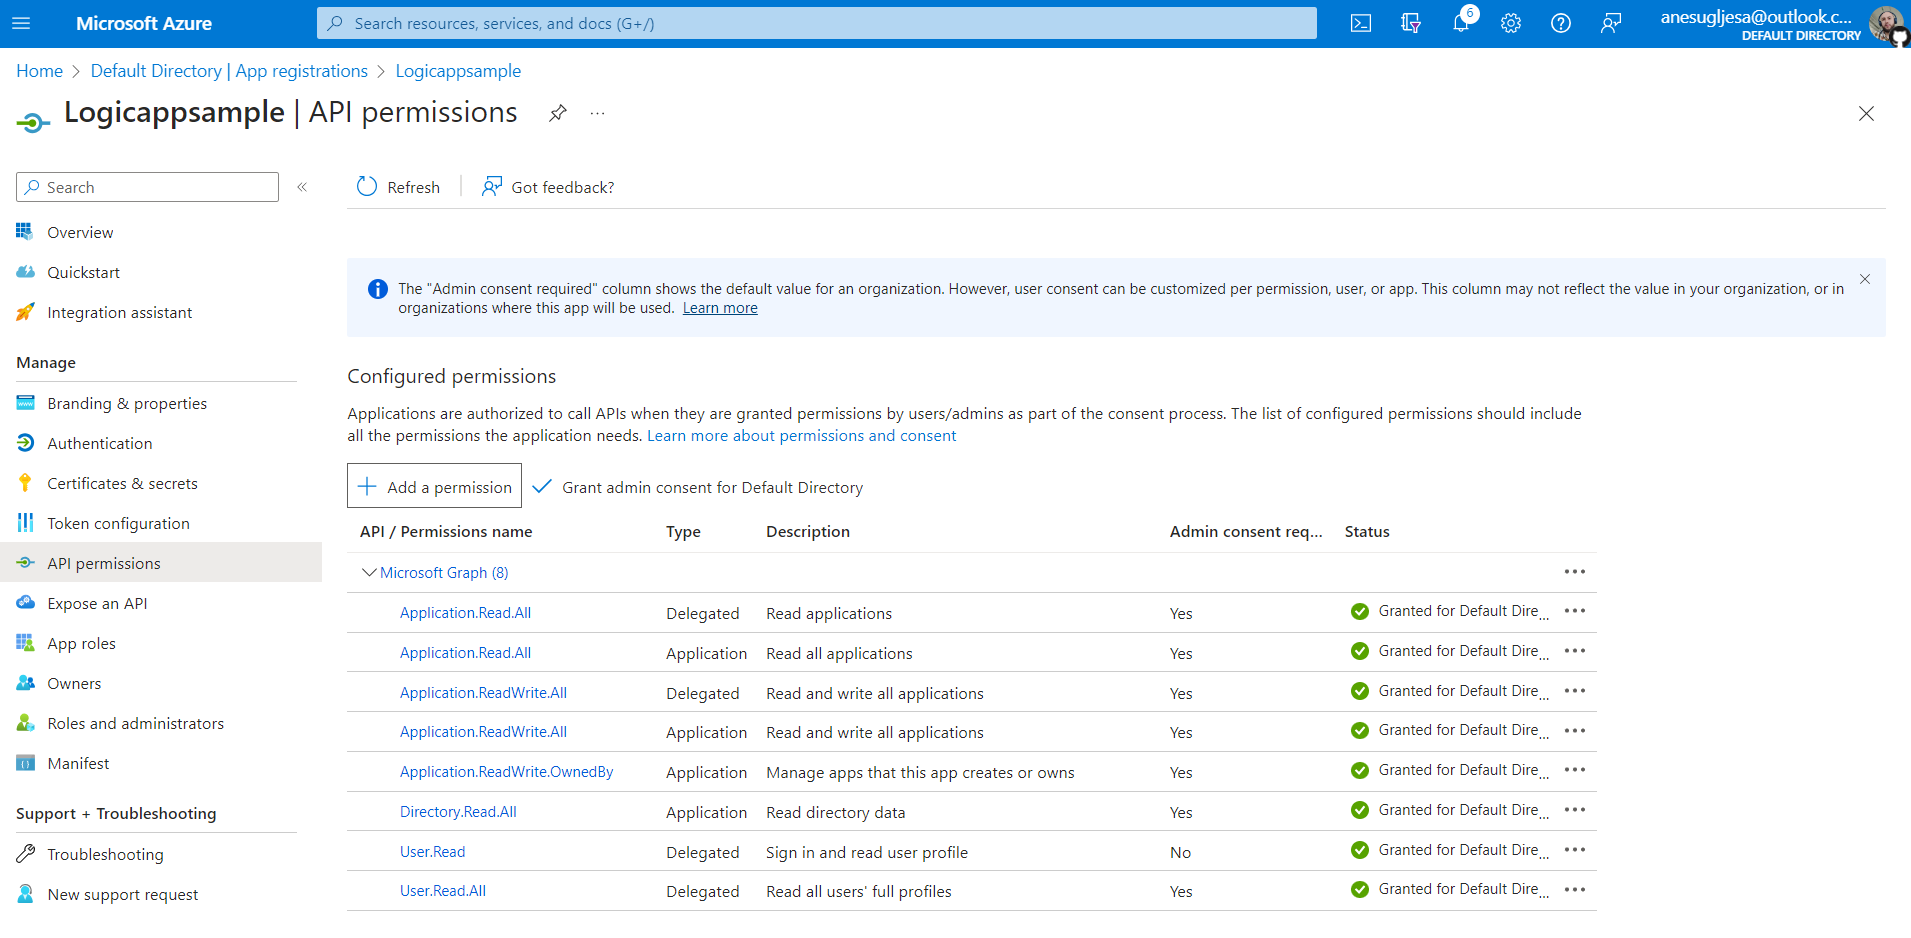 Microsoft Azure
Search resources, services, and docs (G+/)
6
anesugljesa@outlook.c...
DEFAULT DIRECTORY
Home > Default Directory | App registrations > Logicappsample
Logicappsample | API permissions
Search
Refresh
Got feedback?
Overview
Quickstart
Integration assistant
Manage
Branding & properties
Authentication
Certificates & secrets
Token configuration
API permissions
Expose an API
App roles
Owners
Roles and administrators
Manifest
Support + Troubleshooting
Troubleshooting
New support request
The "Admin consent required" column shows the default value for an organization. However, user consent can be customized per permission, user, or app. This column may not reflect the value in your organization, or in
organizations where this app will be used. Learn more
Configured permissions
Applications are authorized to call APIs when they are granted permissions by users/admins as part of the consent process. The list of configured permissions should include
all the permissions the application needs. Learn more about permissions and consent
Add a permission Grant admin consent for Default Directory
API / Permissions name Type Description Admin consent req... Status
Microsoft Graph (8)
Application.Read.All Delegated Read applications Yes Granted for Default Dire...
Application.Read.All Application Read all applications Yes Granted for Default Dire...
Application.ReadWrite.All Delegated Read and write all applications Yes Granted for Default Dire...
Application.ReadWrite.All Application Read and write all applications Yes Granted for Default Dire...
Application.ReadWrite.OwnedBy Application Manage apps that this app creates or owns Yes Granted for Default Dire...
Directory.Read.All Application Read directory data Yes Granted for Default Dire...
User.Read Delegated Sign in and read user profile No Granted for Default Dire...
User.Read.All Delegated Read all users' full profiles Yes Granted for Default Dire...